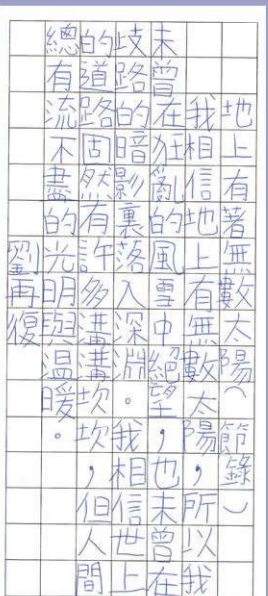 地上有著無數太陽（節錄）
我相信地上有無數太陽，所以我
未曾在狂亂的風雪中絕望，也未曾在
歧路的暗影裏落入深淵。我相信世上
的道路固然有許多溝溝坎坎，但人間
總有流不盡的光明與溫暖。
劉再復